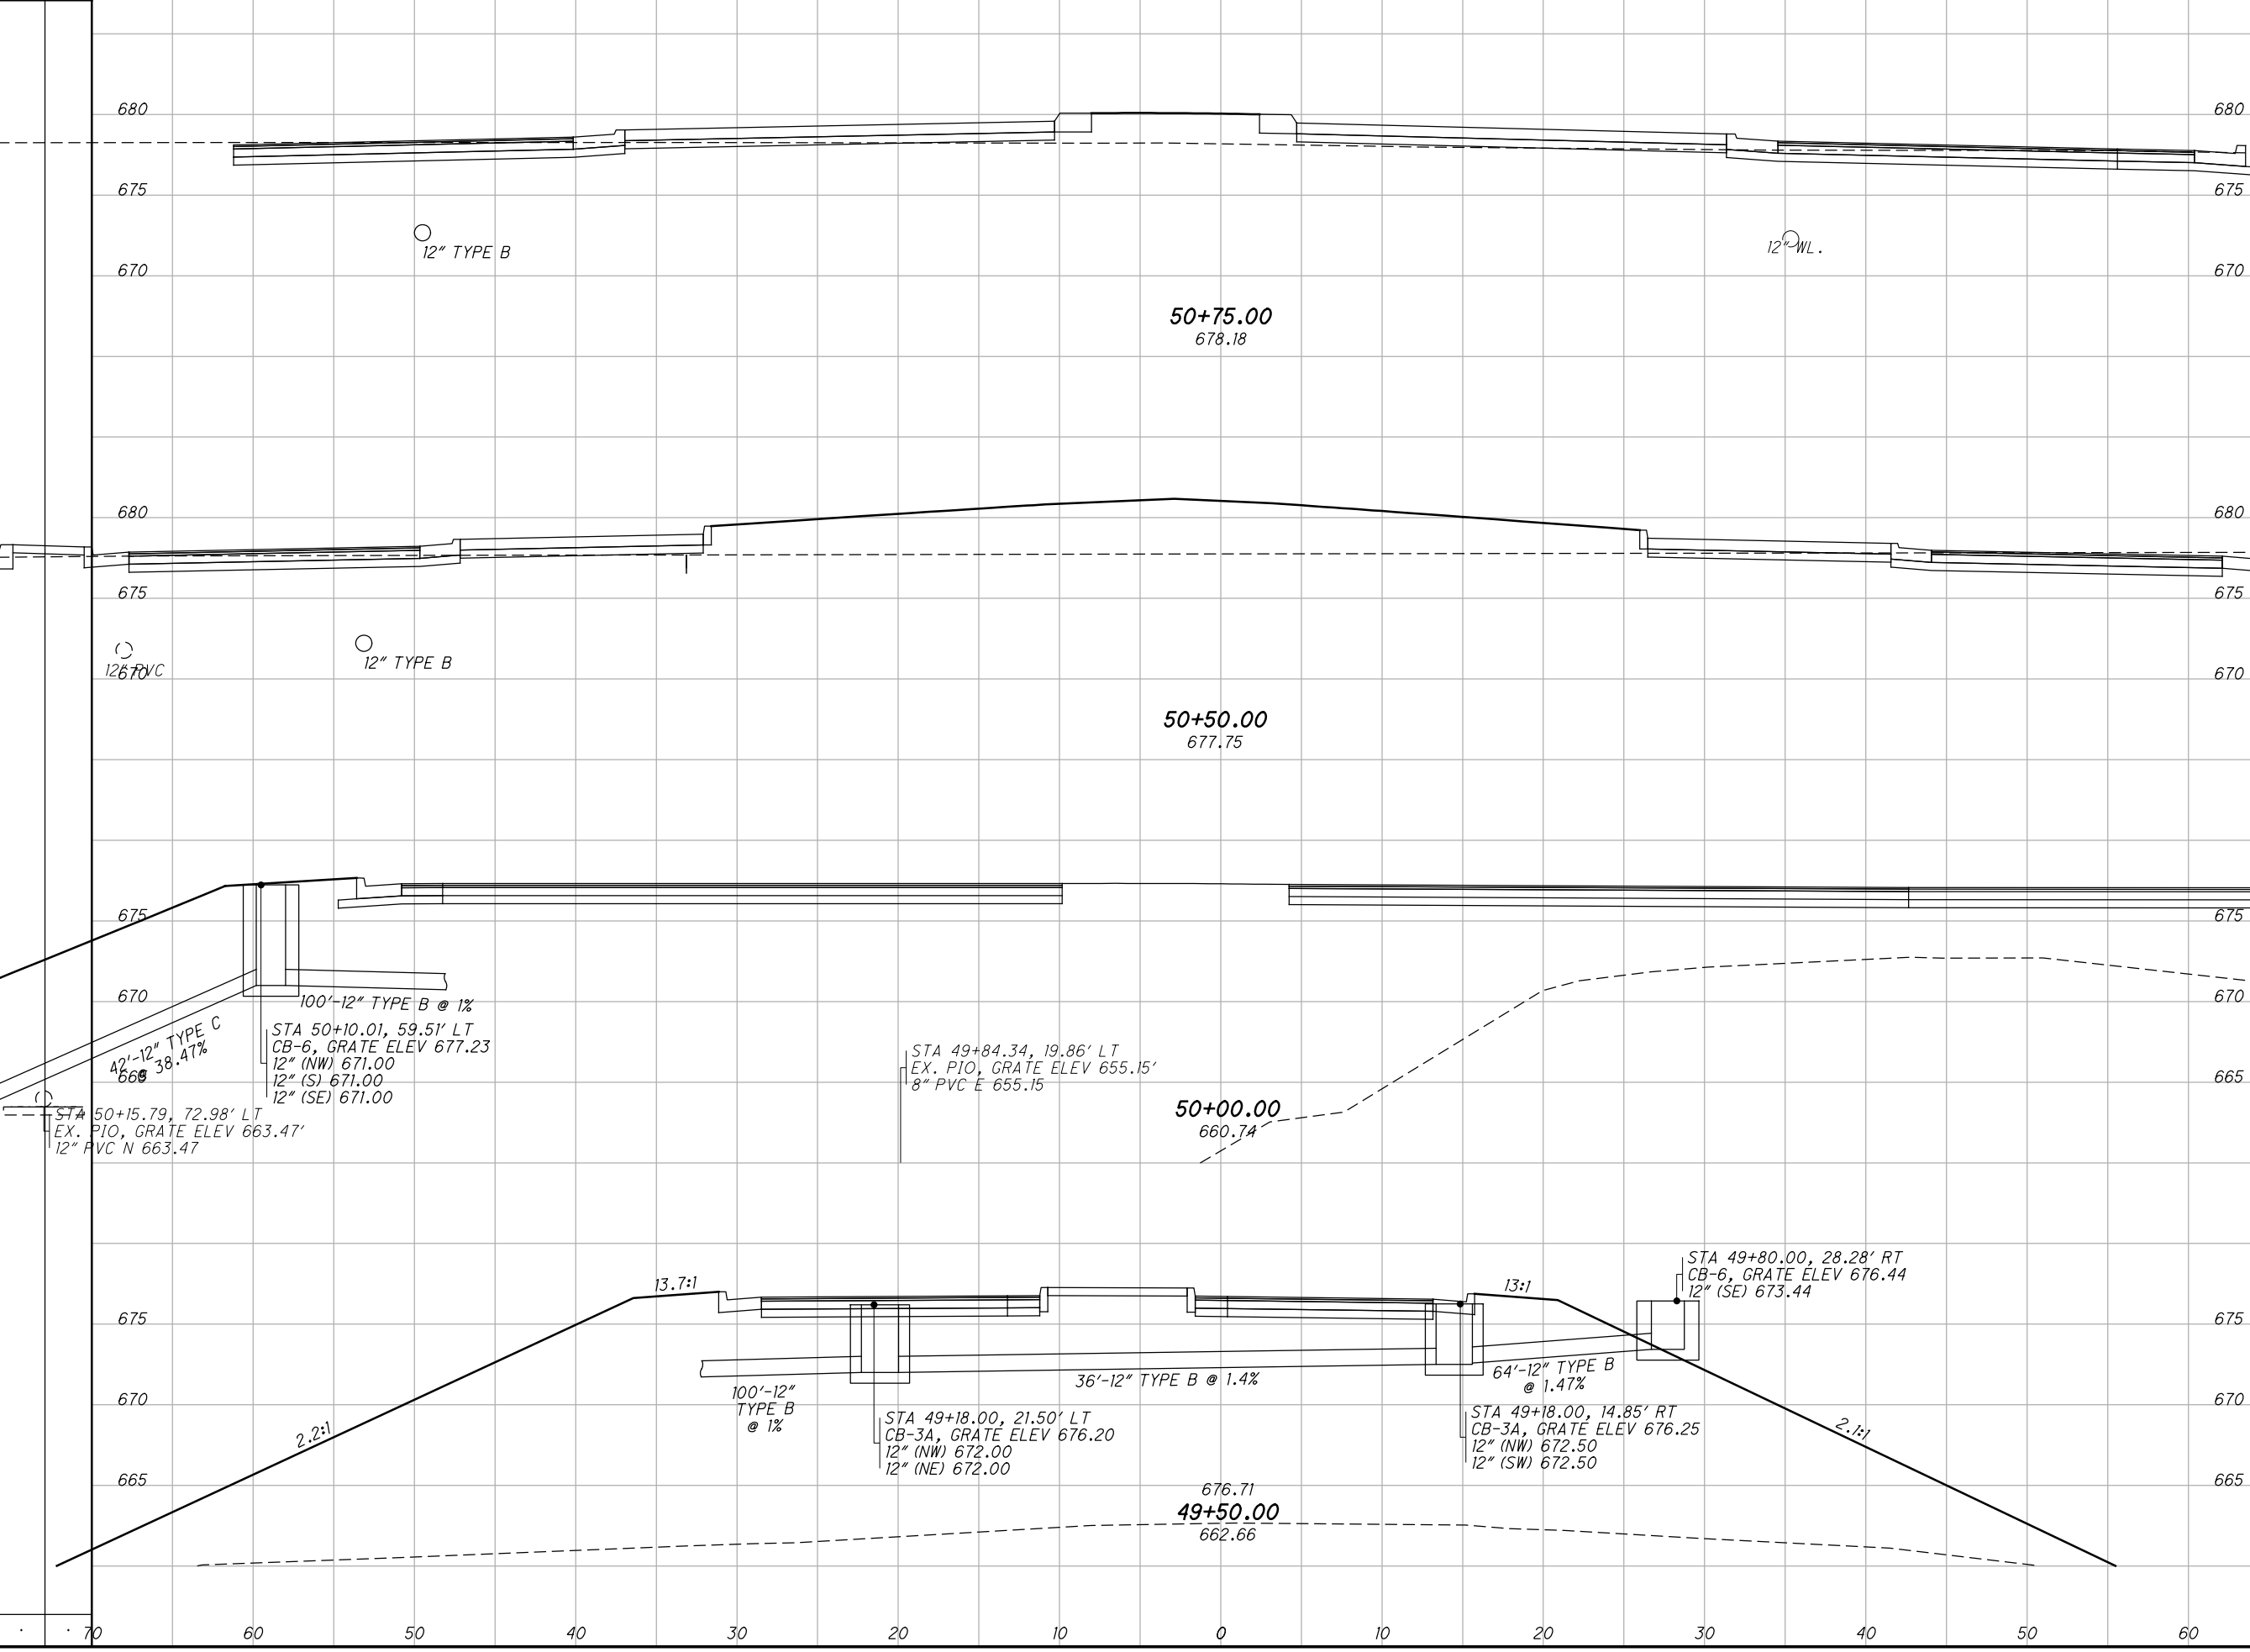 680 680
675 675
12" TYPE B
12" WL.
670 670
50+75.00
678.18
680 680
675 675
12" PVC
12" TYPE B
670 670
50+50.00
677.75
675 675
670 670
100'-12" TYPE B @ 1%
42'-12" TYPE C
@ 38.47%
STA 50+10.01, 59.51' LT
CB-6, GRATE ELEV 677.23
12" (NW) 671.00
12" (S) 671.00
12" (SE) 671.00
STA 49+84.34, 19.86' LT
EX. PIO, GRATE ELEV 655.15'
8" PVC E 655.15
665 665
STA 50+15.79, 72.98' LT
EX. PIO, GRATE ELEV 663.47'
12" PVC N 663.47
50+00.00
660.74
STA 49+80.00, 28.28' RT
CB-6, GRATE ELEV 676.44
12" (SE) 673.44
13.7:1
13:1
675 675
100'-12"
TYPE B
@ 1%
36'-12" TYPE B @ 1.4%
64'-12" TYPE B
@ 1.47%
670 670
STA 49+18.00, 21.50' LT
CB-3A, GRATE ELEV 676.20
12" (NW) 672.00
12" (NE) 672.00
STA 49+18.00, 14.85' RT
CB-3A, GRATE ELEV 676.25
12" (NW) 672.50
12" (SW) 672.50
2.2:1
2.1:1
665 665
676.71
49+50.00
662.66
70 60 50 40 30 20 10 0 10 20 30 40 50 60